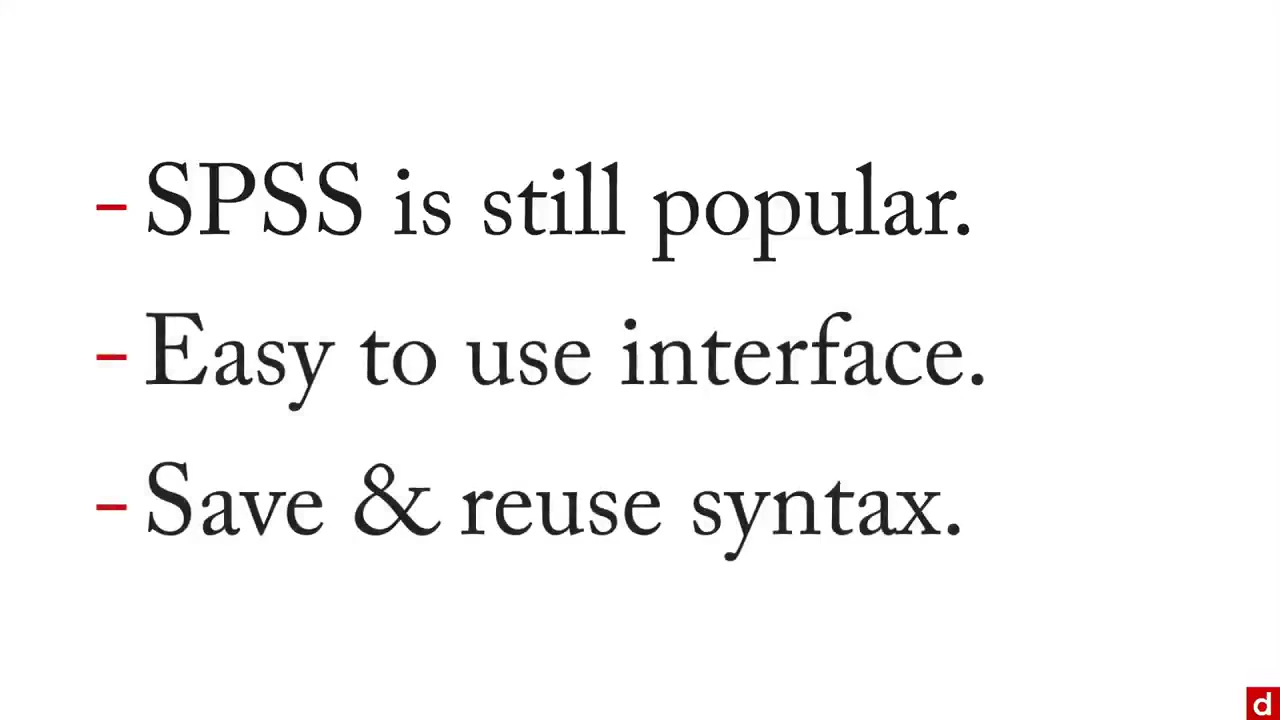 - SPSS is still popular.
- Easy to use interface.
- Save & reuse syntax.
d